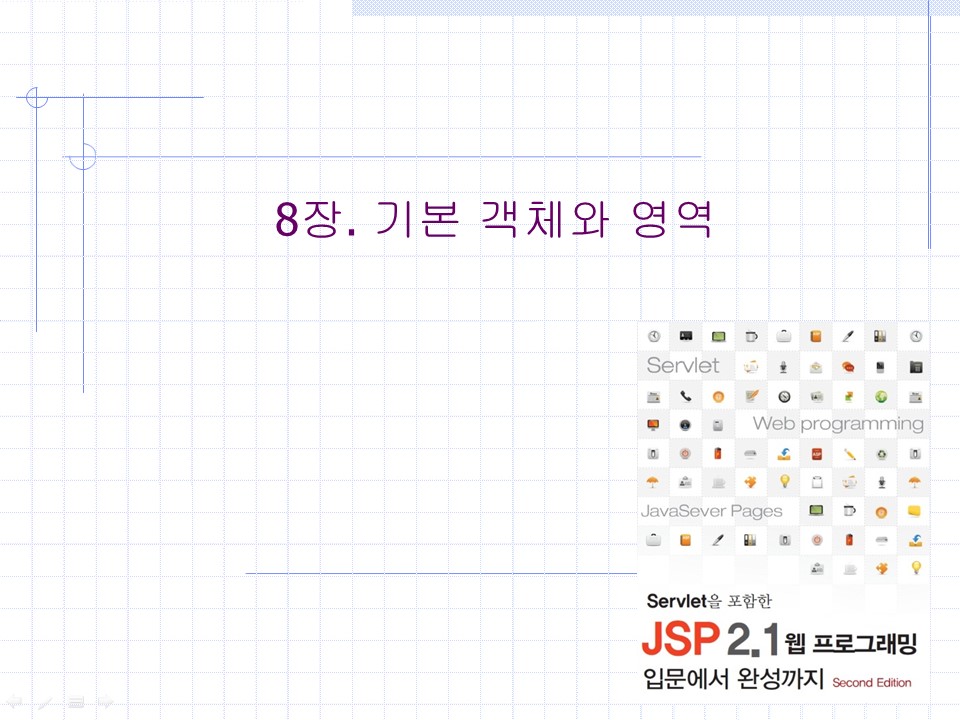 8장. 기본 객체와 영역
Servlet
Web programming
JavaSever Pages
Servlet을 포함한
JSP 2.1 웹 프로그래밍
입문에서 완성까지 Second Edition